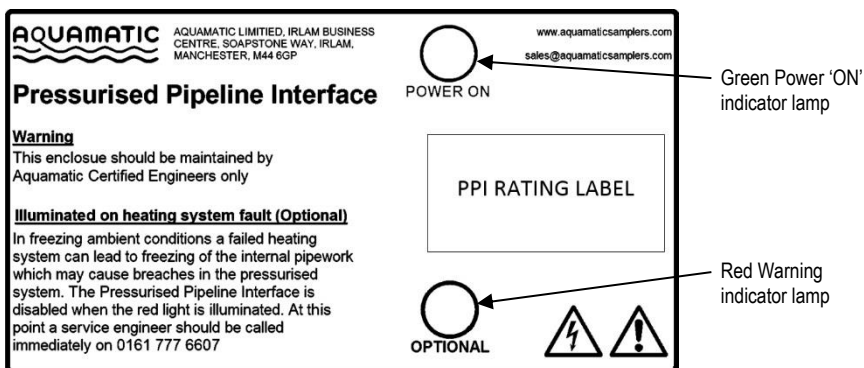 AQUAMATIC
AQUAMATIC LIMITIED, IRLAM BUSINESS
CENTRE, SOAPSTONE WAY, IRLAM,
MANCHESTER, M44 6GP
www.aquamaticsamplers.com
sales@aquamaticsamplers.com
Pressurised Pipeline Interface
POWER ON
Green Power ‘ON’
indicator lamp
Warning
This enclosue should be maintained by
Aquamatic Certified Engineers only
PPI RATING LABEL
Illuminated on heating system fault (Optional)
In freezing ambient conditions a failed heating
system can lead to freezing of the internal pipework
which may cause breaches in the pressurised
system. The Pressurised Pipeline Interface is
disabled when the red light is illuminated. At this
point a service engineer should be called
immediately on 0161 777 6607
OPTIONAL
Red Warning
indicator lamp